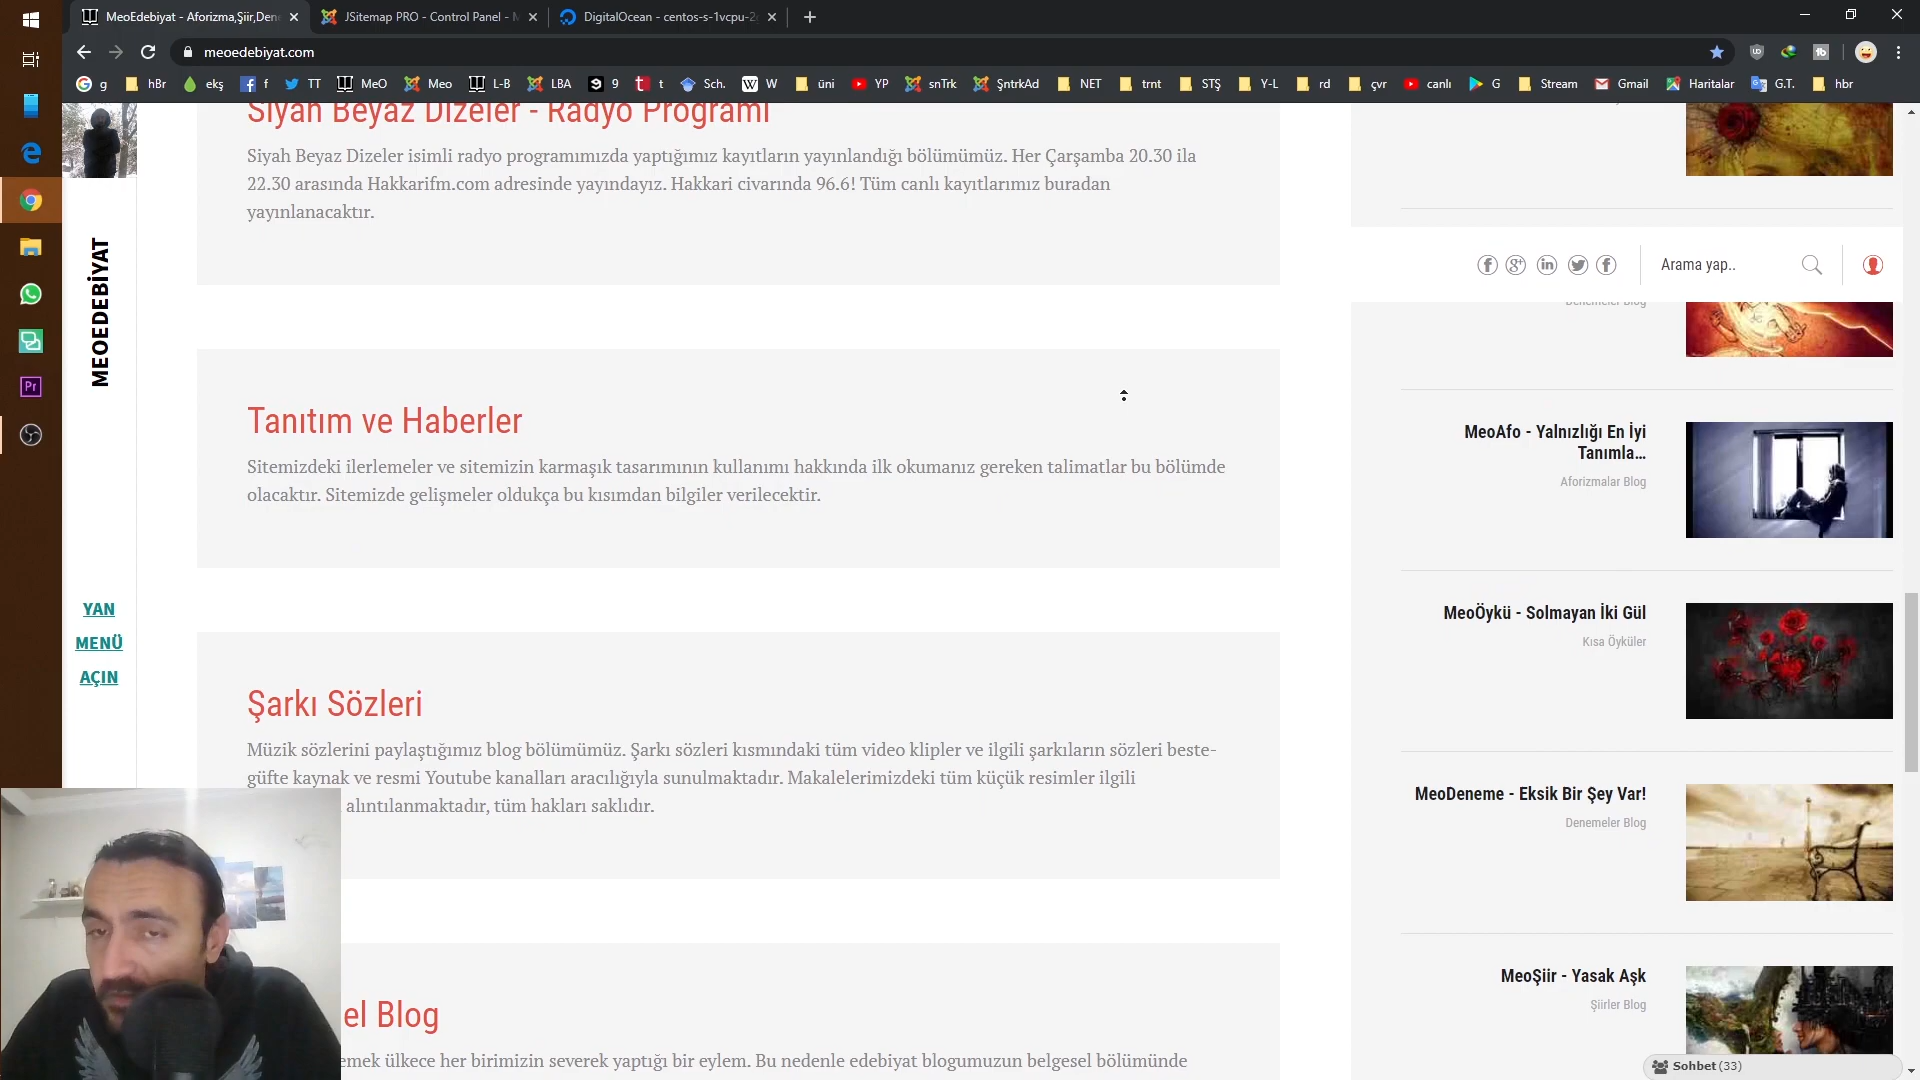 MeoEdebiyat - Aforizma,Şiir,Den
JSitemap PRO - Control Panel - M
DigitalOcean - centos-s-1vcpu-2
meoedebiyat.com
g
hBr
ekş
f
TT
MeO
Meo
L-B
LBA
9
t
Sch.
W
üni
YP
snTrk
ŞntrkAd
NET
trnt
STŞ
Y-L
rd
çvr
canlı
G
Stream
Gmail
Haritalar
G.T.
hbr
MEOEDEBİYAT
YAN
MENÜ
AÇIN
Siyah Beyaz Dizeler - Radyo Programı
Siyah Beyaz Dizeler isimli radyo programımızda yaptığımız kayıtların yayınlandığı bölümümüz. Her Çarşamba 20.30 ila
22.30 arasında Hakkarifm.com adresinde yayındayız. Hakkari civarında 96.6! Tüm canlı kayıtlarımız buradan
yayınlanacaktır.
Tanıtım ve Haberler
Sitemizdeki ilerlemeler ve sitemizin karmaşık tasarımının kullanımı hakkında ilk okumanız gereken talimatlar bu bölümde
olacaktır. Sitemizde gelişmeler oldukça bu kısımdan bilgiler verilecektir.
Şarkı Sözleri
Müzik sözlerini paylaştığımız blog bölümümüz. Şarkı sözleri kısmındaki tüm video klipler ve ilgili şarkıların sözleri beste-
güfte kaynak ve resmi Youtube kanalları aracılığıyla sunulmaktadır. Makalelerimizdeki tüm küçük resimler ilgili
alıntılanmaktadır, tüm hakları saklıdır.
el Blog
emek ülkece her birimizin severek yaptığı bir eylem. Bu nedenle edebiyat blogumuzun belgesel bölümünde
Arama yap..
Denemeler Blog
MeoAfo - Yalnızlığı En İyi
Tanımla...
Aforizmalar Blog
MeoÖykü - Solmayan İki Gül
Kısa Öyküler
MeoDeneme - Eksik Bir Şey Var!
Denemeler Blog
MeoŞiir - Yasak Aşk
Şiirler Blog
Sohbet (33)
Pr